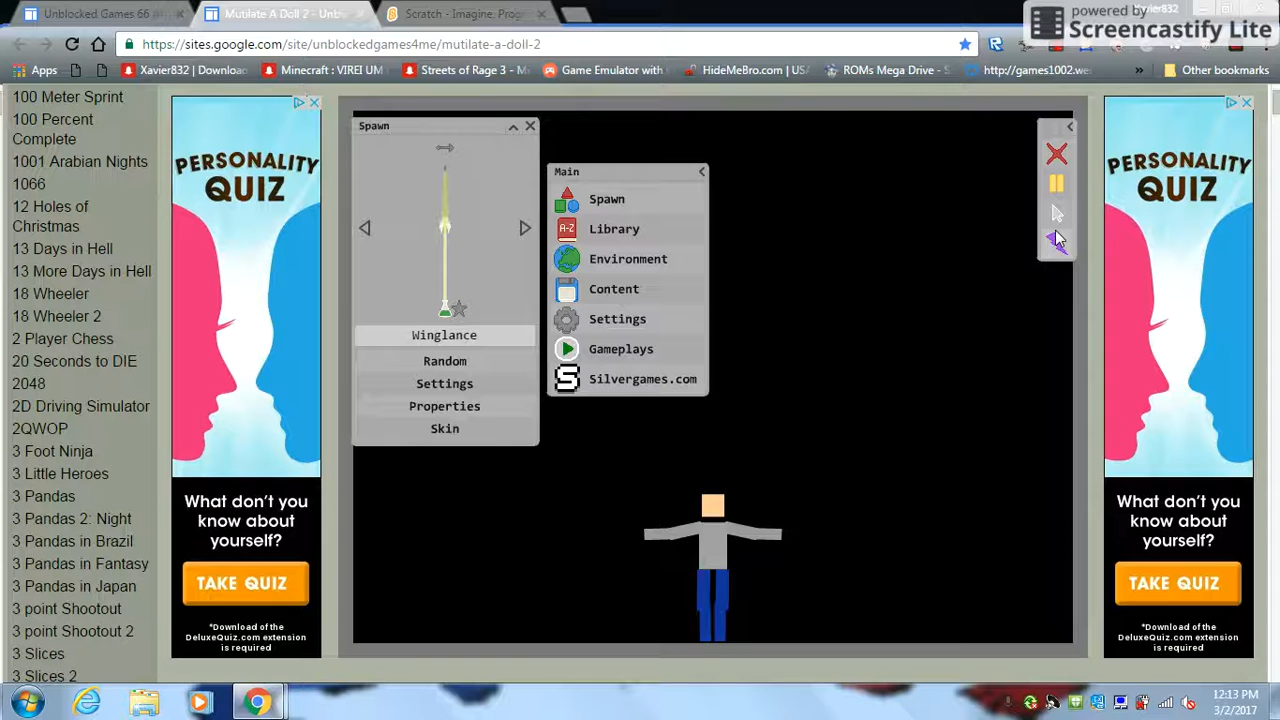 Unblocked Games 66
Mutilate A Doll 2 - Unb
Scratch - Imagine, Prog
Xavier832
powered by
Screencastify Lite
https://sites.google.com/site/unblockedgames4me/mutilate-a-doll-2
Apps
Xavier832 | Downloa
Minecraft : VIREI UM
Streets of Rage 3 - M
Game Emulator with
HideMeBro.com | USA
ROMs Mega Drive - S
http://games1002.we
»
Other bookmarks
100 Meter Sprint
100 Percent
Complete
1001 Arabian Nights
1066
12 Holes of
Christmas
13 Days in Hell
13 More Days in Hell
18 Wheeler
18 Wheeler 2
2 Player Chess
20 Seconds to DIE
2048
2D Driving Simulator
2QWOP
3 Foot Ninja
3 Little Heroes
3 Pandas
3 Pandas 2: Night
3 Pandas in Brazil
3 Pandas in Fantasy
3 Pandas in Japan
3 point Shootout
3 point Shootout 2
3 Slices
3 Slices 2
PERSONALITY
QUIZ
What don't you
know about
yourself?
TAKE QUIZ
*Download of the
DeluxeQuiz.com extension
is required
Spawn
Winglance
Random
Settings
Properties
Skin
Main
Spawn
A-Z
Library
Environment
Content
Settings
Gameplays
S
Silvergames.com
PERSONALITY
QUIZ
What don't you
know about
yourself?
TAKE QUIZ
*Download of the
DeluxeQuiz.com extension
is required
12:13 PM
3/2/2017